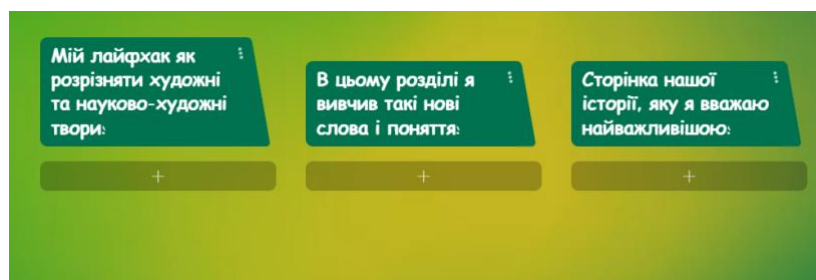 Мій лайфхак як
розрізняти художні
та науково-художні
твори:
В цьому розділі я
вивчив такі нові
слова і поняття:
Сторінка нашої
історії, яку я вважаю
найважливішою: